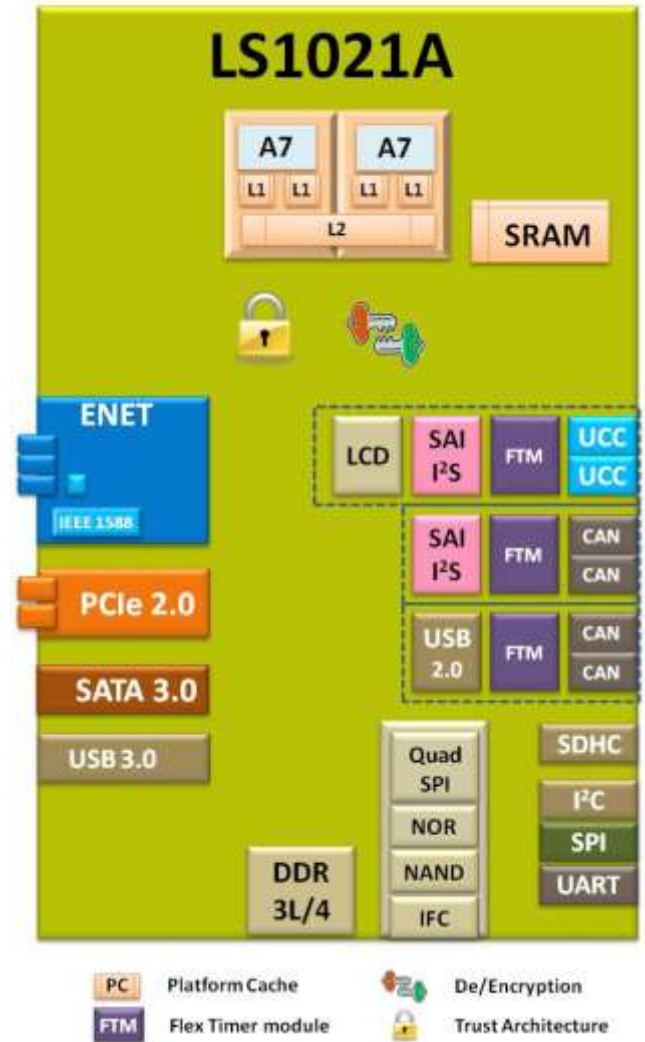 LS1021A
A7 A7
L1 L1 L1 L1
L2
SRAM
ENET
IEEE 1588
LCD
SAI
I²S
FTM
UCC
UCC
SAI
I²S
FTM
CAN
CAN
PCIe 2.0
USB
2.0
FTM
CAN
CAN
SATA 3.0
USB 3.0
Quad
SPI
NOR
NAND
IFC
SDHC
I²C
SPI
UART
DDR
3L/4
PC Platform Cache
De/Encryption
FTM Flex Timer module
Trust Architecture